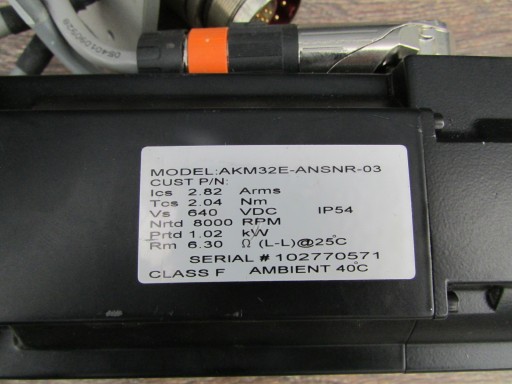 08401090928
MODEL:AKM32E-ANSNR-03
CUST P/N:
Ics 2.82 Arms
Tcs 2.04 Nm
Vs 640 VDC IP54
Nrtd 8000 RPM
Prtd 1.02 kW
Rm 6.30 Ω (L-L)@25°C
SERIAL # 102770571
CLASS F AMBIENT 40°C